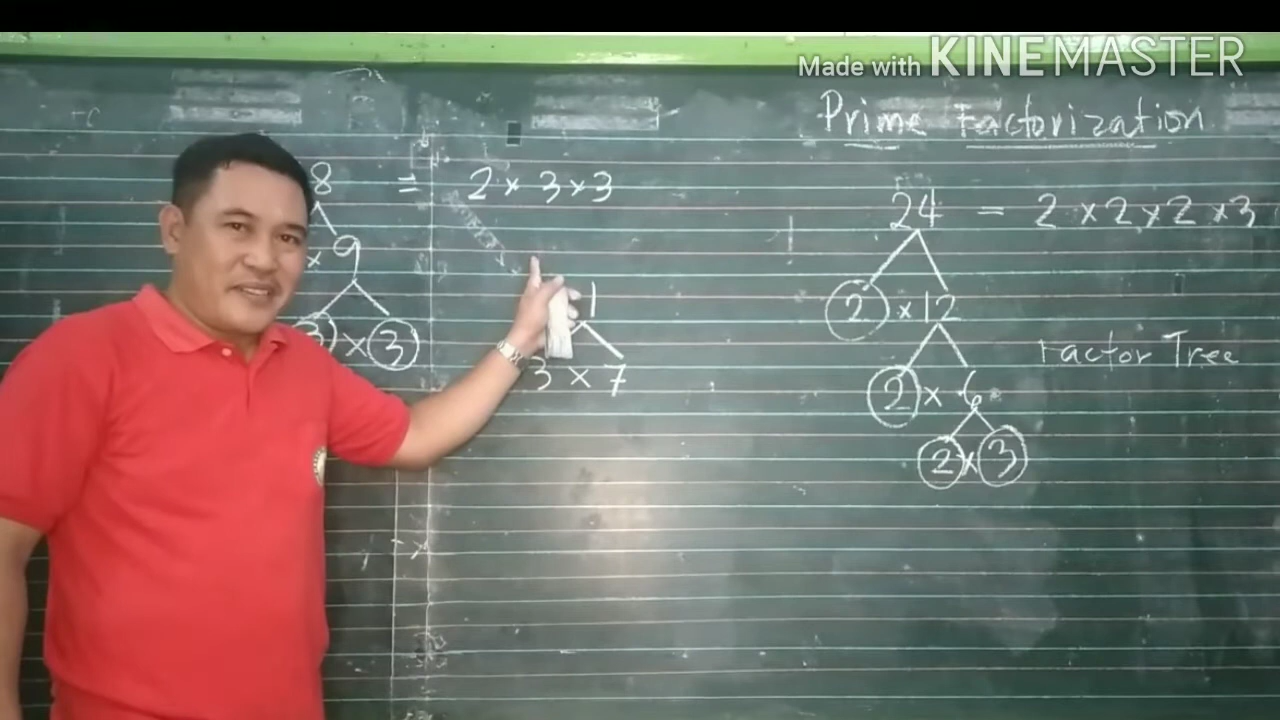 Made with KINEMASTER
Prime Factorization
8 = 2 × 3 × 3
× 9
3 × 3
1
3 × 7
24 = 2 × 2 × 2 × 3
2 × 12
2 × 6
2 × 3
Factor Tree